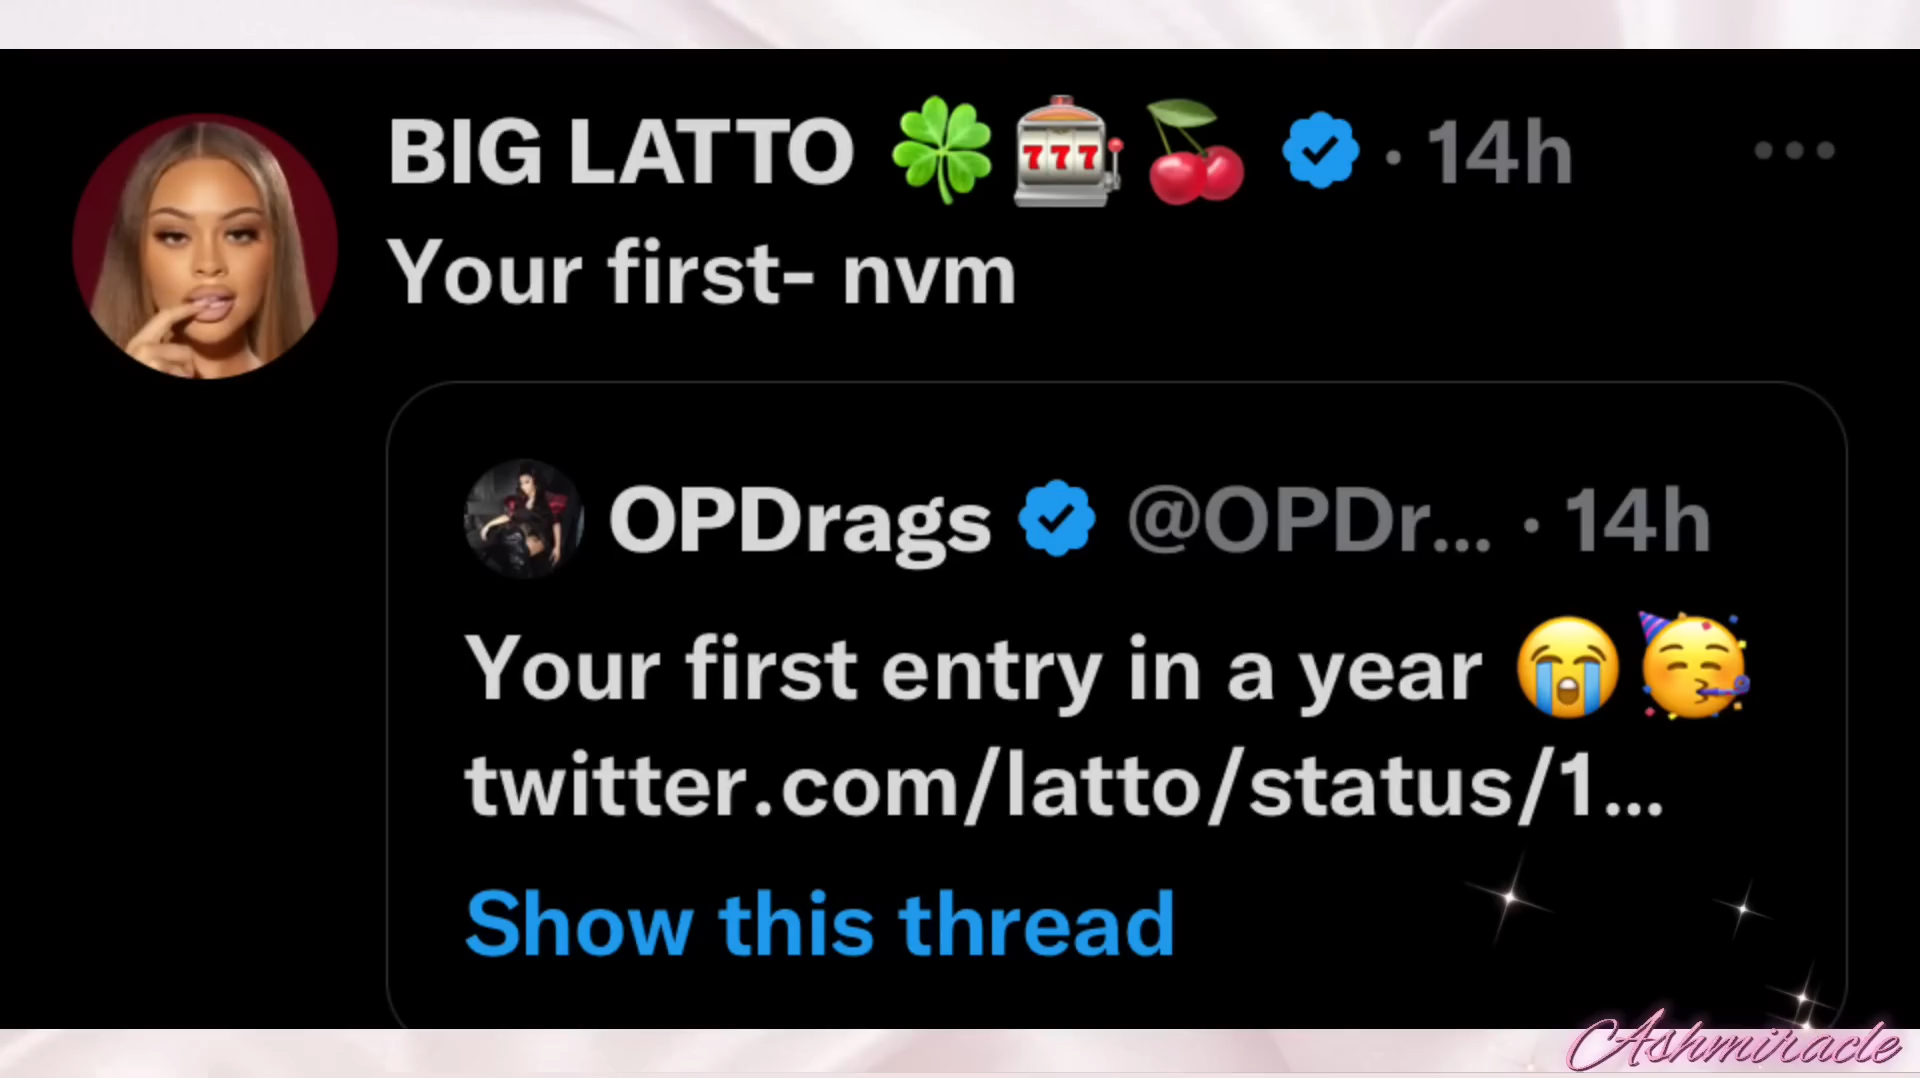 BIG LATTO 🍀🎰🍒 · 14h
Your first- nvm
OPDrags @OPDr... · 14h
Your first entry in a year 😭🥳
twitter.com/latto/status/1...
Show this thread
Ashmiracle